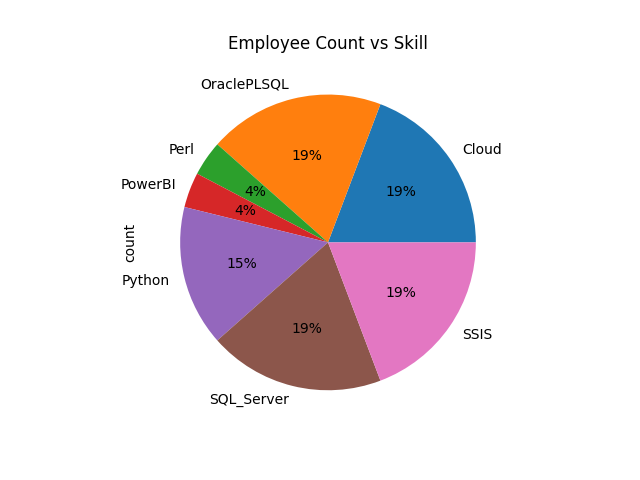 Employee Count vs Skill
OraclePLSQL
Cloud
Perl
PowerBI
Python
SQL_Server
SSIS
count
19%
19%
4%
4%
15%
19%
19%